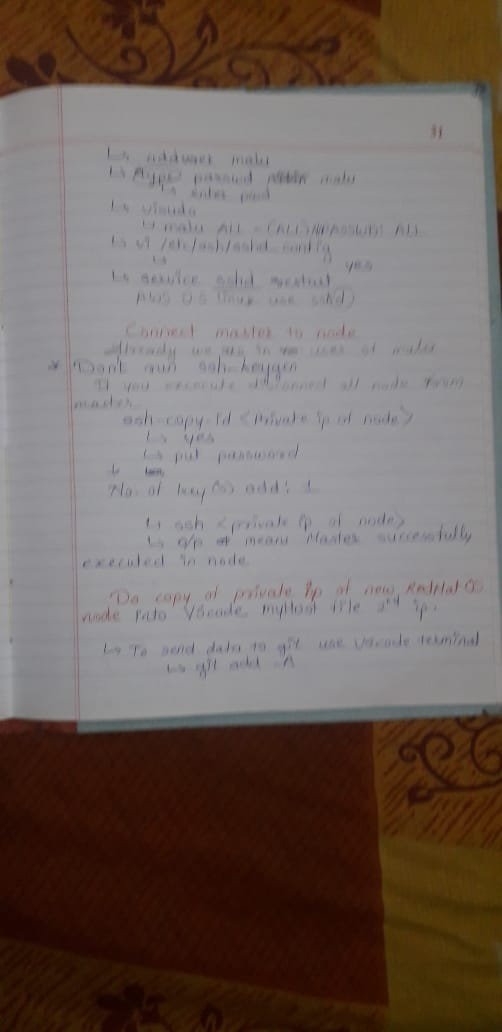 31
↳ adduser malu
↳ type passwd malu
↳ enter pwd
↳ visudo
↳ malu ALL = (ALL) NOPASSWD: ALL
↳ vi /etc/ssh/sshd_config
↳ yes
↳ service sshd restart
OS linux use sshd)
Connect master to node
Already we are in user of malu
* Dont run ssh-keygen
If you execute disconned all node from
master.
ssh-copy-id <Private ip of node>
↳ yes
↳ put password
No. of key(s) add: 1
↳ ssh <private ip of node>
↳ o/p means Master successfully
executed in node
Do copy of private ip of new RedHat OS
node into VScode file ip.
↳ To send data to git use Vscode terminal
↳ git add -A